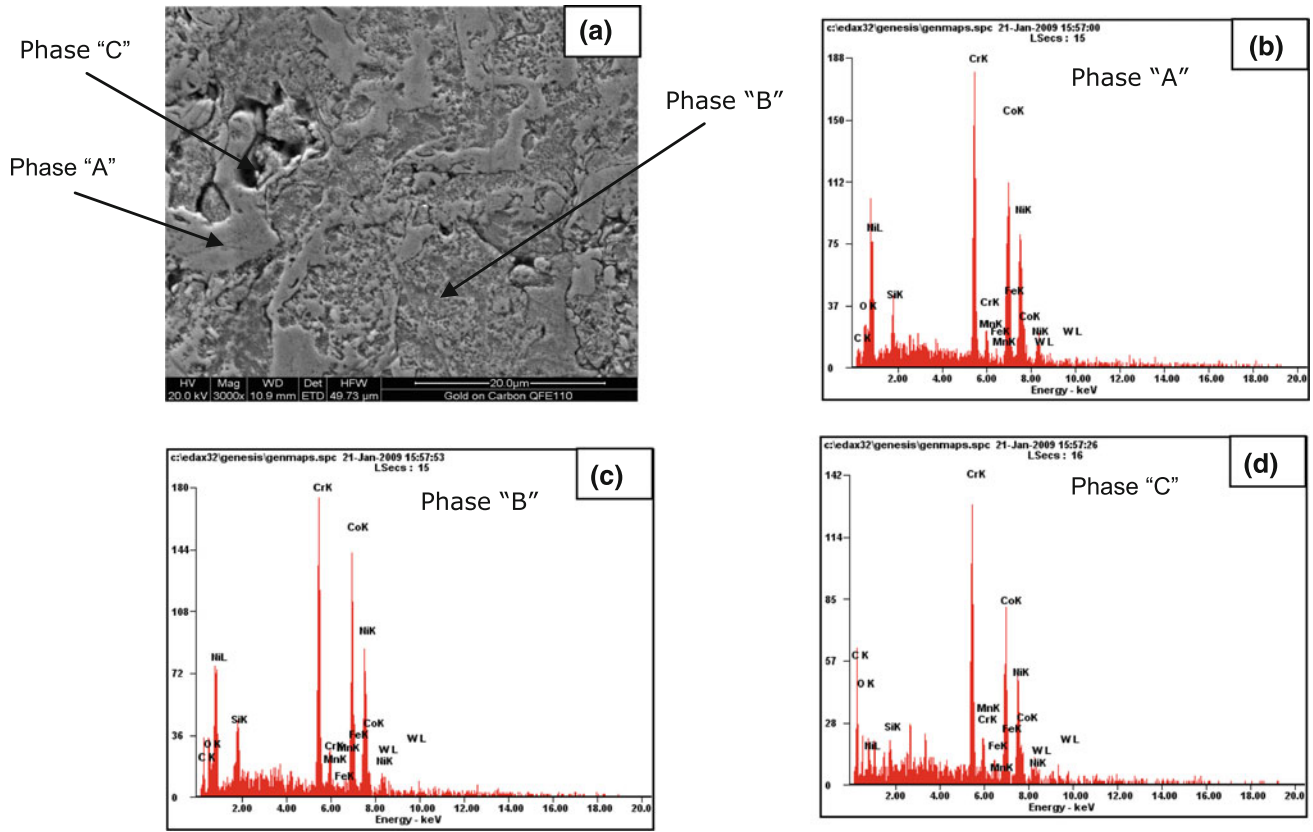 (a)
Phase “C”
Phase “B”
Phase “A”
HV Mag WD Det HFW 20.0µm
20.0 kV 3000x 10.9 mm ETD 49.73 µm Gold on Carbon QFE110
c:\edax32\genesis\genmaps.spc 21-Jan-2009 15:57:00
LSecs : 15
(b)
Phase “A”
188
150
112
75
37
0
CrK
CoK
NiK
NiL
SiK
O K
C K
CrK
MnK
FeK
MnK
FeK
CoK
NiK
W L
W L
2.00 4.00 6.00 8.00 10.00 12.00 14.00 16.00 18.00 20.0
Energy - keV
c:\edax32\genesis\genmaps.spc 21-Jan-2009 15:57:53
LSecs : 15
(c)
Phase “B”
180
144
108
72
36
0
CrK
CoK
NiK
NiL
SiK
O K
C K
CrK
MnK
MnK
FeK
FeK
CoK
W L
NiK
W L
2.00 4.00 6.00 8.00 10.00 12.00 14.00 16.00 18.00 20.0
Energy - keV
c:\edax32\genesis\genmaps.spc 21-Jan-2009 15:57:26
LSecs : 16
(d)
Phase “C”
142
114
85
57
28
0
CrK
CoK
C K
O K
NiK
MnK
CrK
CoK
SiK
FeK
NiL
FeK
MnK
W L
NiK
W L
2.00 4.00 6.00 8.00 10.00 12.00 14.00 16.00 18.00 20.0
Energy - keV